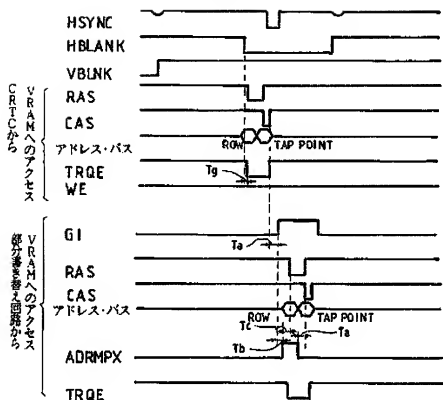 HSYNC
HBLANK
VBLNK
CRTCから
VRAMへのアクセス
RAS
CAS
アドレス・バス
ROW
TAP POINT
TRQE
Tg
WE
部分書き替え回路から
VRAMへのアクセス
GI
Ta
RAS
CAS
アドレス・バス
ROW
TAP POINT
Tc
Ta
Tb
ADRMPX
TRQE